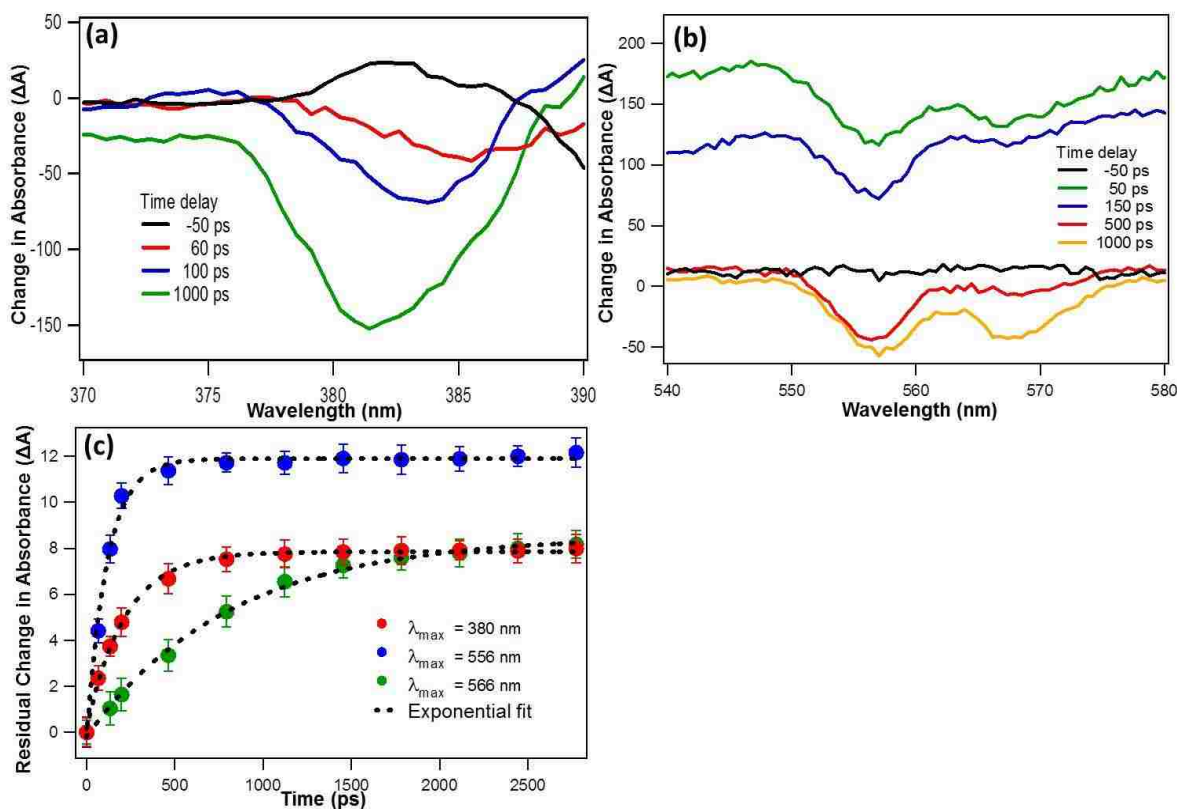 (a)
50
0
-50
-100
-150
Change in Absorbance (ΔA)
Time delay
-50 ps
60 ps
100 ps
1000 ps
370
375
380
385
390
Wavelength (nm)
(b)
200
150
100
50
0
-50
Change in Absorbance (ΔA)
Time delay
-50 ps
50 ps
150 ps
500 ps
1000 ps
540
550
560
570
580
Wavelength (nm)
(c)
12
12
8
6
4
2
0
Residual Change in Absorbance (ΔA)
λmax = 380 nm
λmax = 556 nm
λmax = 566 nm
Exponential fit
0
500
1000
1500
2000
2500
Time (ps)